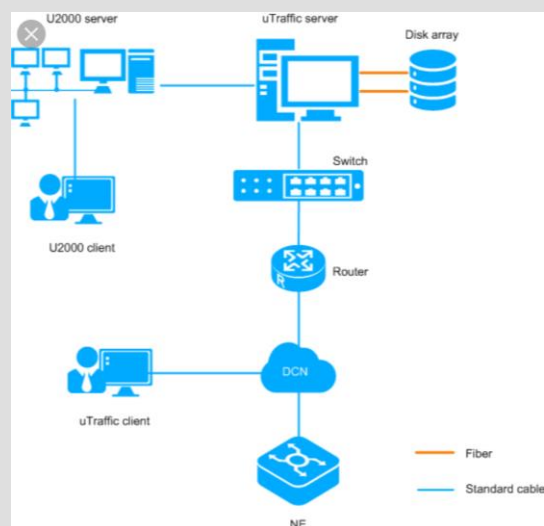 U2000 server
uTraffic server
Disk array
Switch
U2000 client
Router
R
DCN
uTraffic client
Fiber
Standard cable
NE